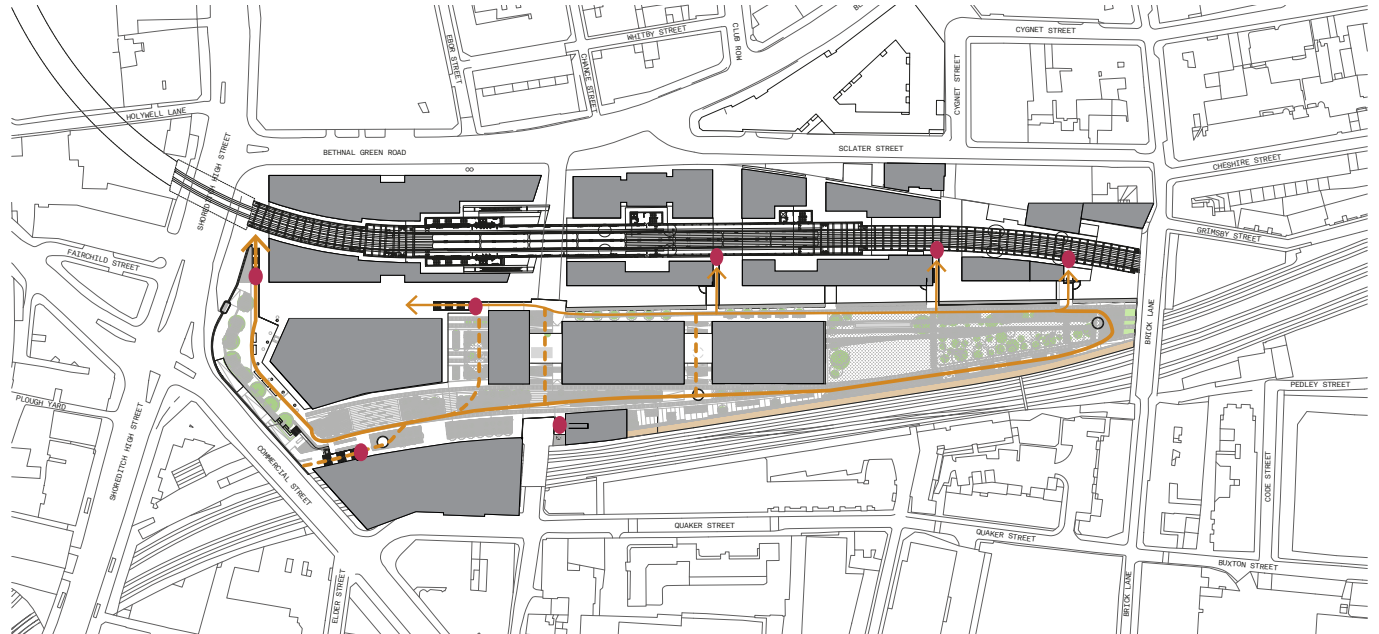 CYGNET STREET
WHITBY STREET
CLUB ROW
EBOR STREET
CHANCE STREET
CYGNET STREET
HOLYWELL LANE
SHOREDITCH HIGH STREET
BETHNAL GREEN ROAD
SCLATER STREET
CHESHIRE STREET
GRIMSBY STREET
FAIRCHILD STREET
BRICK LANE
PEDLEY STREET
PLOUGH YARD
SHOREDITCH HIGH STREET
COMMERCIAL STREET
CODE STREET
QUAKER STREET
QUAKER STREET
BUXTON STREET
ELDER STREET
BRICK LANE